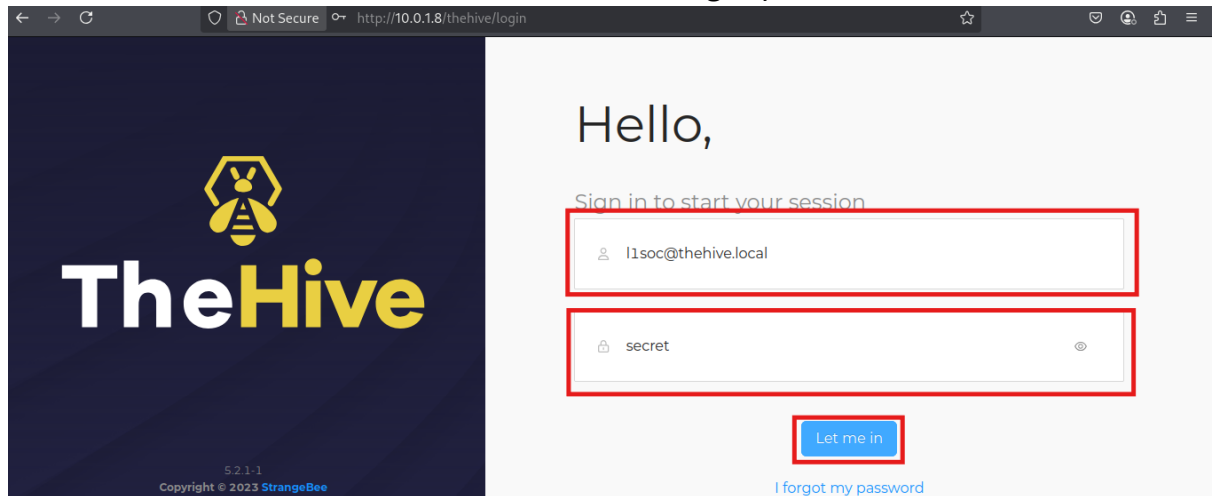 Not Secure http://10.0.1.8/thehive/login
Hello,
Sign in to start your session
l1soc@thehive.local
secret
Let me in
I forgot my password
TheHive
5.2.1-1
Copyright © 2023 StrangeBee